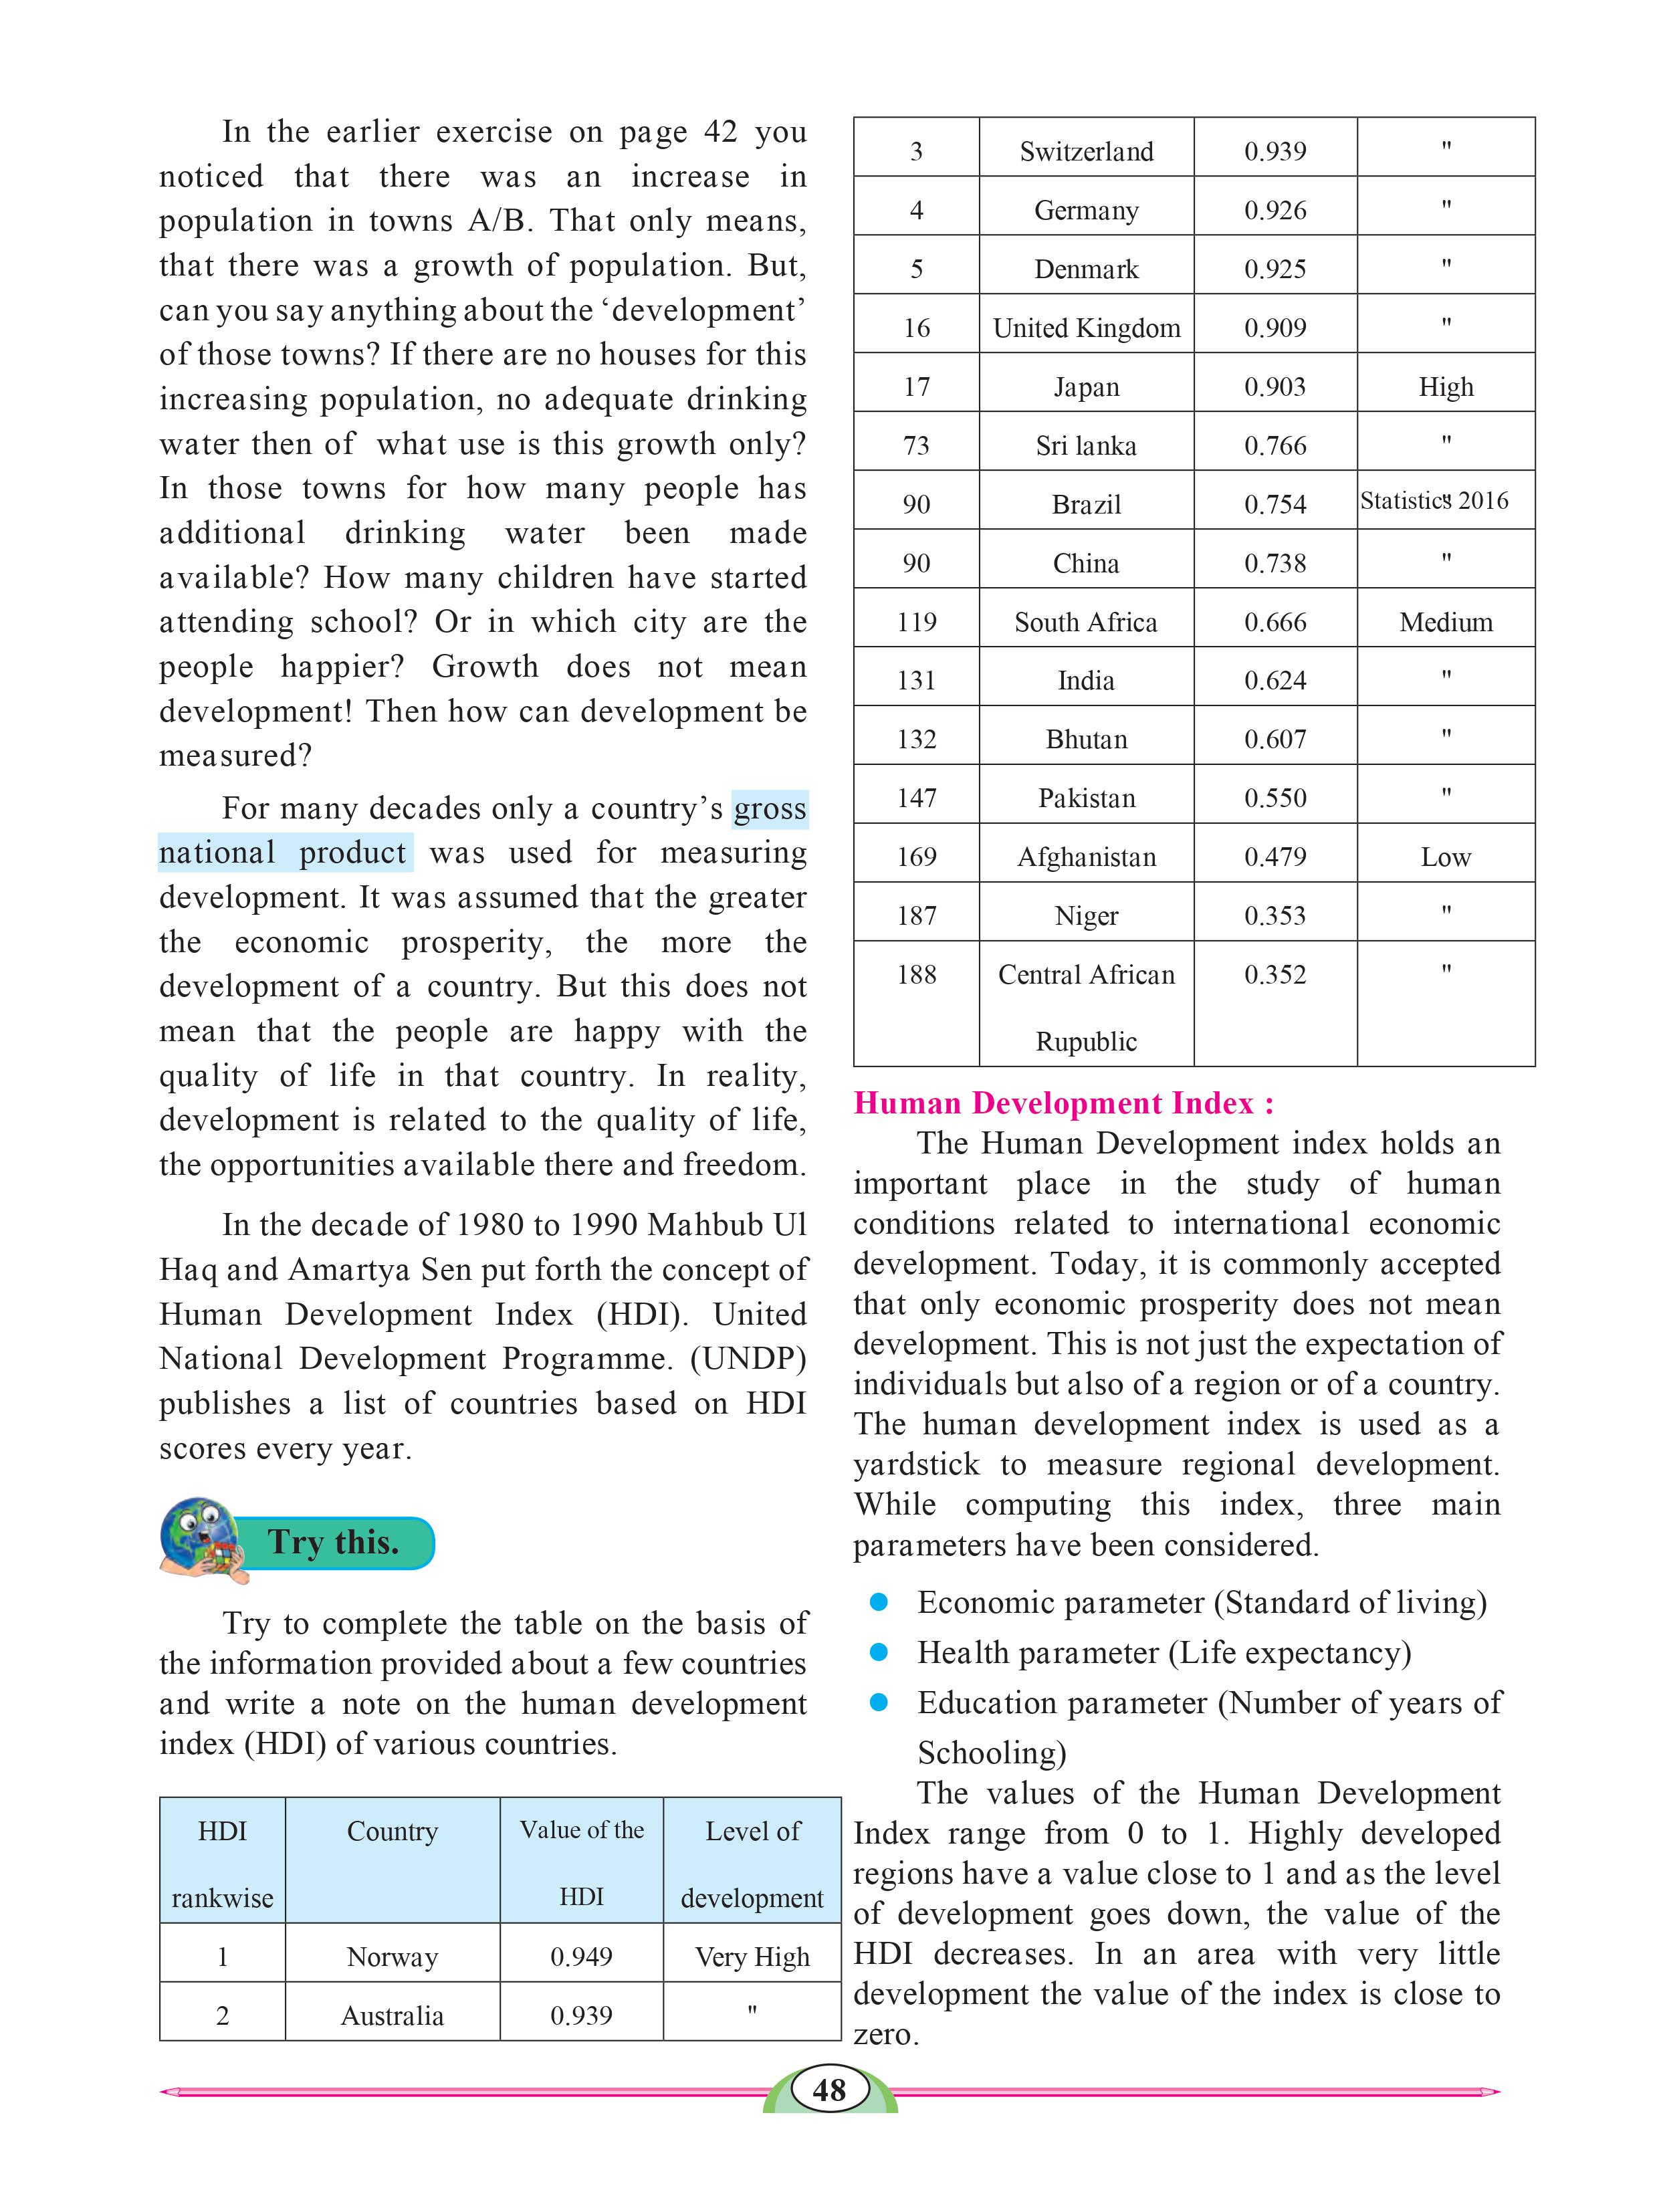 In the earlier exercise on page 42 you
noticed that there was an increase in
population in towns A/B. That only means,
that there was a growth of population. But,
can you say anything about the ‘development’
of those towns? If there are no houses for this
increasing population, no adequate drinking
water then of what use is this growth only?
In those towns for how many people has
additional drinking water been made
available? How many children have started
attending school? Or in which city are the
people happier? Growth does not mean
development! Then how can development be
measured?
For many decades only a country’s gross
national product was used for measuring
development. It was assumed that the greater
the economic prosperity, the more the
development of a country. But this does not
mean that the people are happy with the
quality of life in that country. In reality,
development is related to the quality of life,
the opportunities available there and freedom.
In the decade of 1980 to 1990 Mahbub Ul
Haq and Amartya Sen put forth the concept of
Human Development Index (HDI). United
National Development Programme. (UNDP)
publishes a list of countries based on HDI
scores every year.
Try this.
Try to complete the table on the basis of
the information provided about a few countries
and write a note on the human development
index (HDI) of various countries.
HDI Country Value of the Level of
rankwise HDI development
1 Norway 0.949 Very High
2 Australia 0.939 "
3 Switzerland 0.939 "
4 Germany 0.926 "
5 Denmark 0.925 "
16 United Kingdom 0.909 "
17 Japan 0.903 High
73 Sri lanka 0.766 "
90 Brazil 0.754 " Statistics 2016
90 China 0.738 "
119 South Africa 0.666 Medium
131 India 0.624 "
132 Bhutan 0.607 "
147 Pakistan 0.550 "
169 Afghanistan 0.479 Low
187 Niger 0.353 "
188 Central African 0.352 "
Rupublic
Human Development Index :
The Human Development index holds an
important place in the study of human
conditions related to international economic
development. Today, it is commonly accepted
that only economic prosperity does not mean
development. This is not just the expectation of
individuals but also of a region or of a country.
The human development index is used as a
yardstick to measure regional development.
While computing this index, three main
parameters have been considered.
● Economic parameter (Standard of living)
● Health parameter (Life expectancy)
● Education parameter (Number of years of
Schooling)
The values of the Human Development
Index range from 0 to 1. Highly developed
regions have a value close to 1 and as the level
of development goes down, the value of the
HDI decreases. In an area with very little
development the value of the index is close to
zero.
48